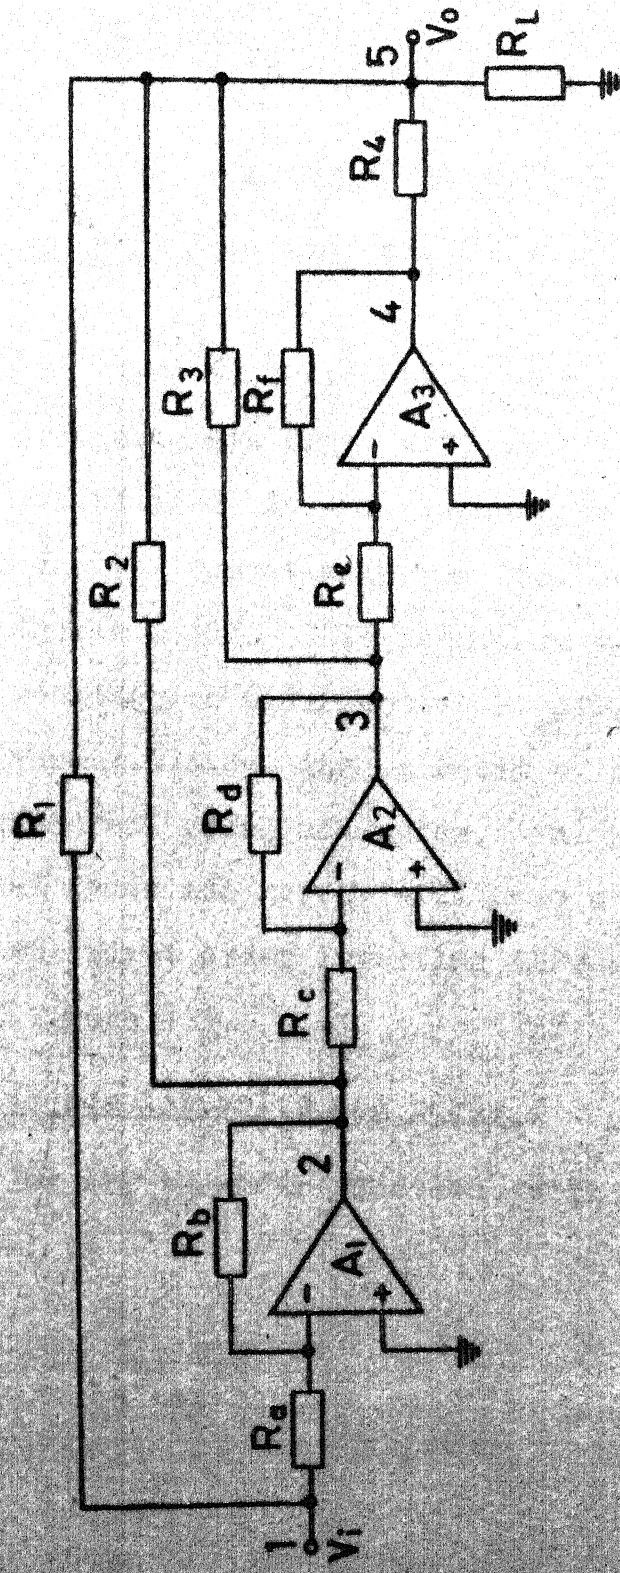 R1
R2
R3
Rb
Rd
Rf
Ra
Rc
Re
R4
RL
1
Vi
2
3
4
5
Vo
A1
A2
A3
-
+
-
+
-
+